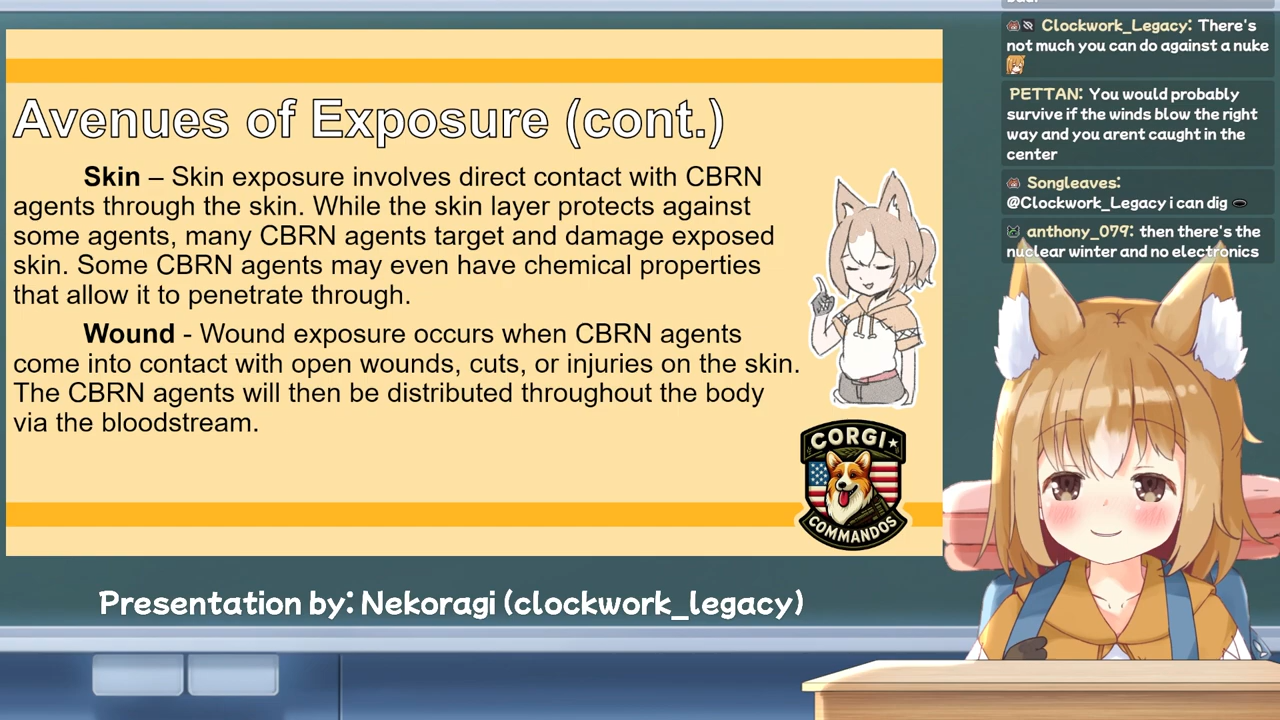 Avenues of Exposure (cont.)
Skin – Skin exposure involves direct contact with CBRN
agents through the skin. While the skin layer protects against
some agents, many CBRN agents target and damage exposed
skin. Some CBRN agents may even have chemical properties
that allow it to penetrate through.
Wound - Wound exposure occurs when CBRN agents
come into contact with open wounds, cuts, or injuries on the skin.
The CBRN agents will then be distributed throughout the body
via the bloodstream.
CORGI
COMMANDOS
Presentation by: Nekoragi (clockwork_legacy)
Clockwork_Legacy: There's
not much you can do against a nuke
PETTAN: You would probably
survive if the winds blow the right
way and you arent caught in the
center
Songleaves:
@Clockwork_Legacy i can dig
anthony_079: then there's the
nuclear winter and no electronics